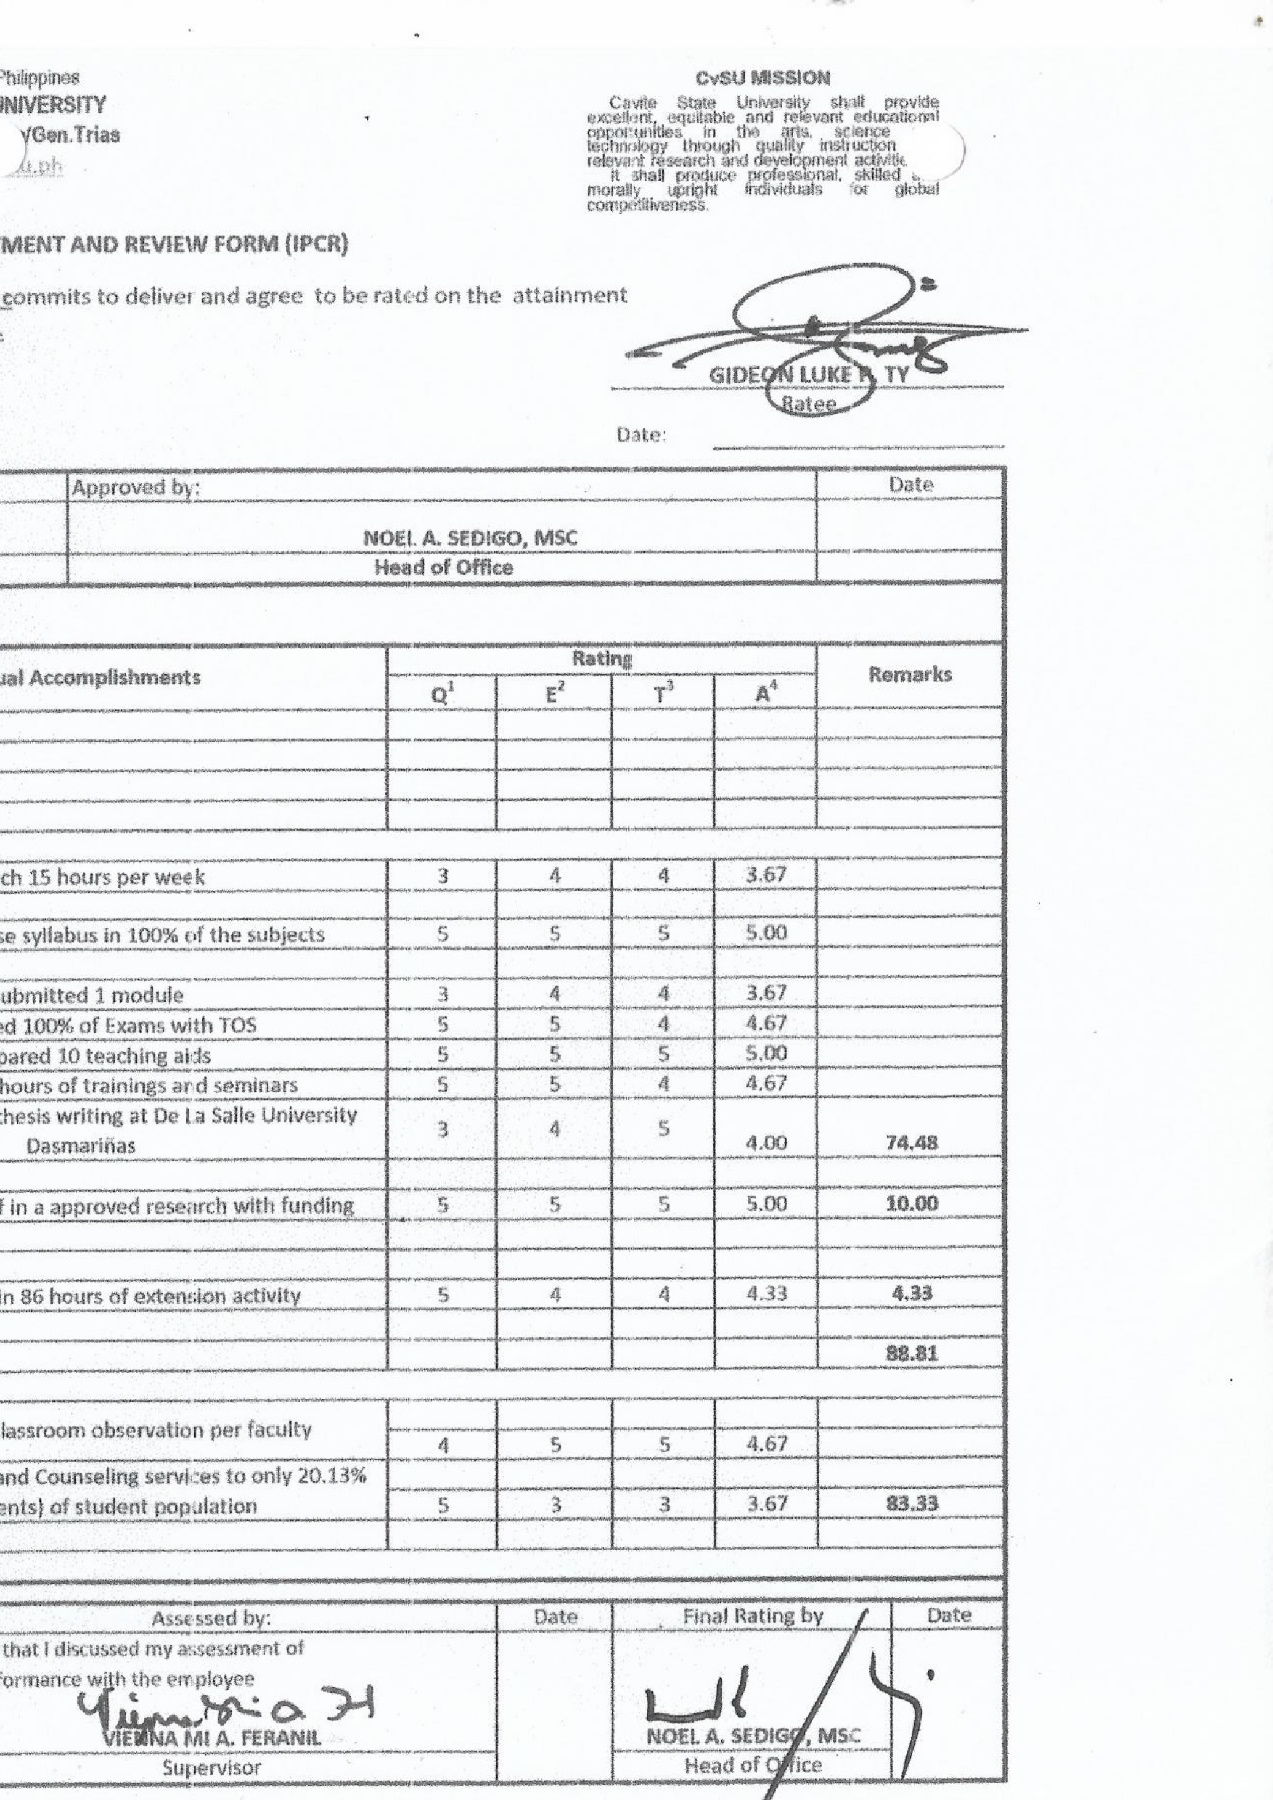 Philippines
UNIVERSITY
/Gen.Trias
u.ph
CvSU MISSION
Cavite State University shall provide
excellent, equitable and relevant educational
opportunities in the arts, science
technology through quality instruction
relevant research and development activitie
it shall produce professional, skilled
morally upright individuals for global
competitiveness.
MENT AND REVIEW FORM (IPCR)
commits to deliver and agree to be rated on the attainment
GIDEON LUKE P. TY
Ratee
Date:
Approved by: Date
NOEL A. SEDIGO, MSC
Head of Office
ual Accomplishments Rating Remarks
Q¹ E² T³ A⁴
ch 15 hours per week 3 4 4 3.67
se syllabus in 100% of the subjects 5 5 5 5.00
ubmitted 1 module 3 4 4 3.67
ed 100% of Exams with TOS 5 5 4 4.67
pared 10 teaching aids 5 5 5 5.00
hours of trainings and seminars 5 5 4 4.67
thesis writing at De La Salle University
Dasmariñas 3 4 5 4.00 74.48
f in a approved research with funding 5 5 5 5.00 10.00
in 86 hours of extension activity 5 4 4 4.33 4.33
88.81
lassroom observation per faculty
4 5 5 4.67
and Counseling services to only 20.13%
ents) of student population 5 3 3 3.67 83.33
Assessed by: Date Final Rating by Date
that I discussed my assessment of
formance with the employee
VIENNA MI A. FERANIL NOEL A. SEDIGO, MSC
Supervisor Head of Office